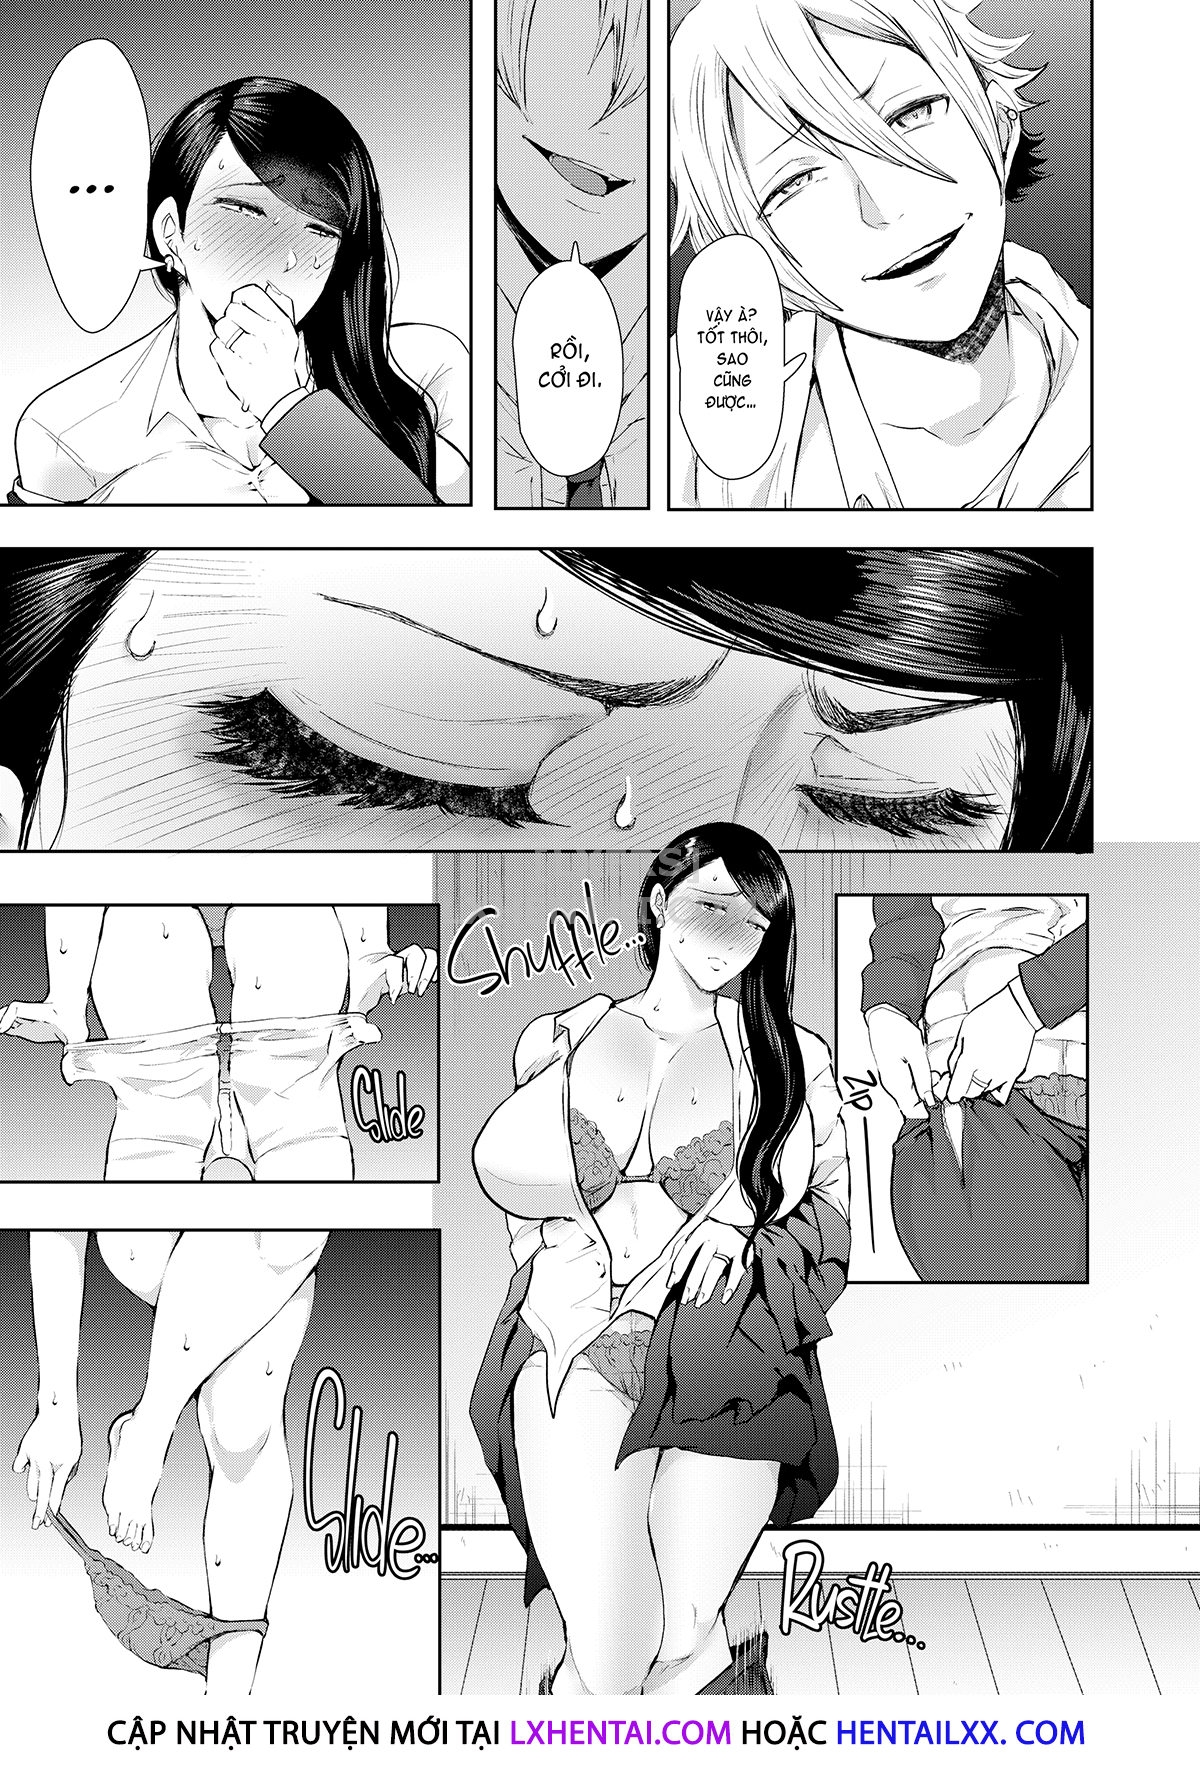 VẬY À?
TỐT THÔI,
SAO
CŨNG
ĐƯỢC...
RỒI,
CỞI ĐI.
...
ZIP
Shuffle...
Slide
Rustle...
Slide...
CẬP NHẬT TRUYỆN MỚI TẠI LXHENTAI.COM HOẶC HENTAILXX. COM